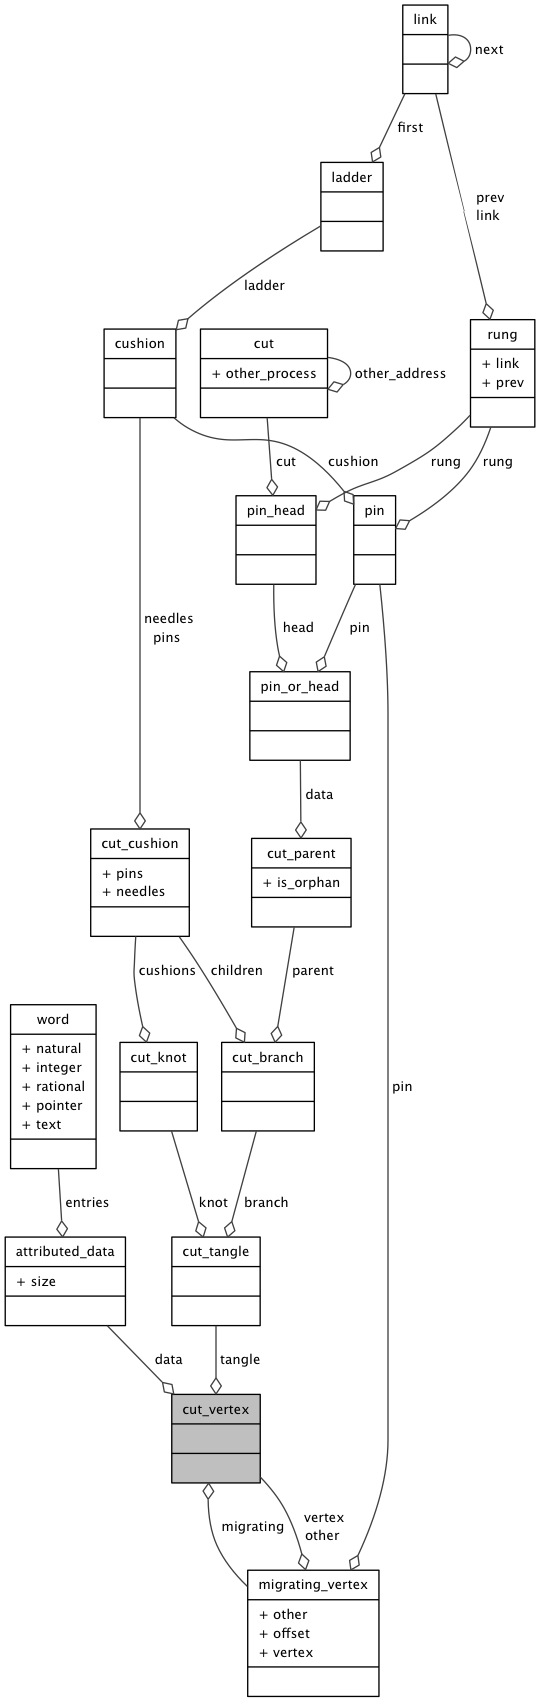 link
next
first
ladder
prev
link
ladder
rung
+ link
+ prev
cushion
cut
+ other_process
other_address
cut
cushion
rung
rung
pin_head
pin
needles
pins
head
pin
pin_or_head
data
cut_cushion
+ pins
+ needles
cut_parent
+ is_orphan
cushions
children
parent
word
+ natural
+ integer
+ rational
+ pointer
+ text
cut_knot
cut_branch
pin
entries
knot
branch
attributed_data
+ size
cut_tangle
data
tangle
cut_vertex
migrating
vertex
other
migrating_vertex
+ other
+ offset
+ vertex